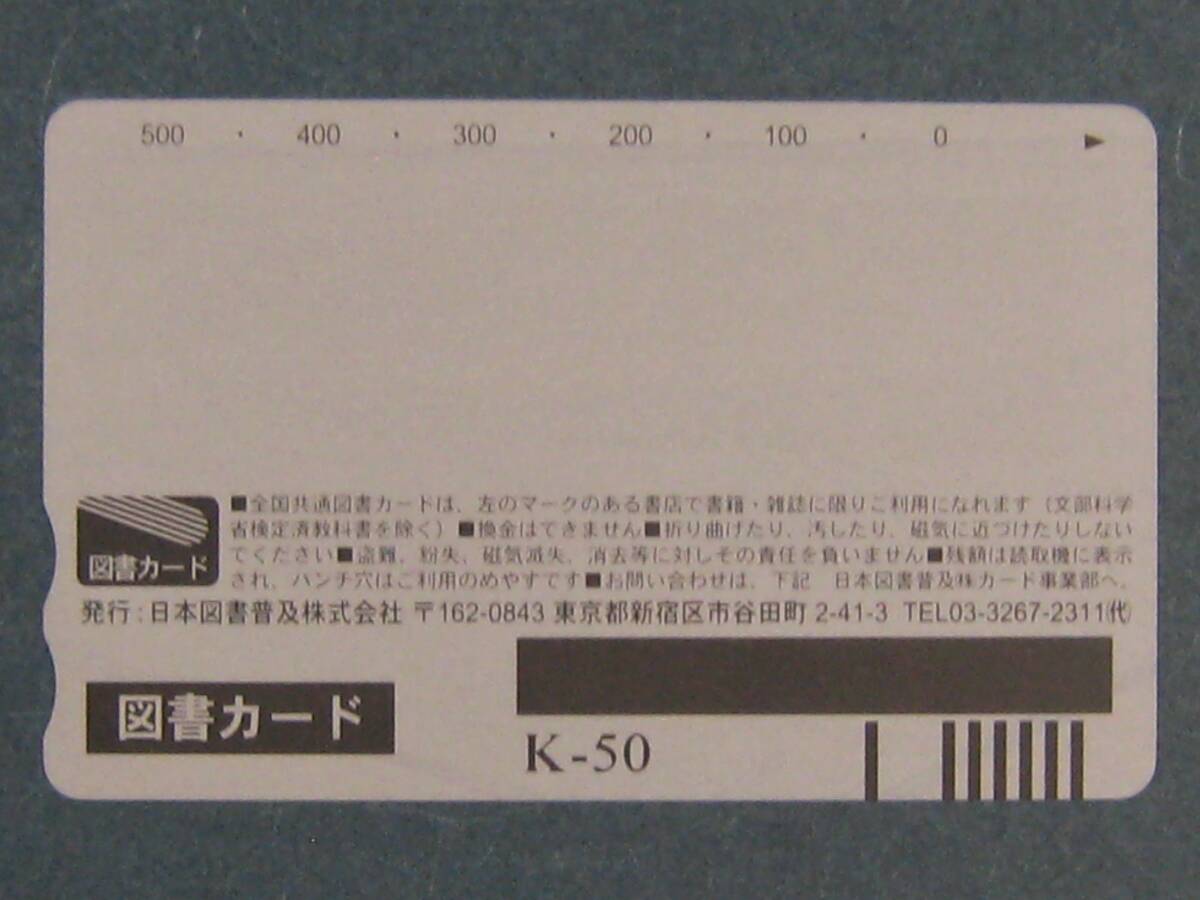 500 ・ 400 ・ 300 ・ 200 ・ 100 ・ 0 ▶
■全国共通図書カードは、左のマークのある書店で書籍・雑誌に限りご利用になれます（文部科学
省検定済教科書を除く）■換金はできません■折り曲げたり、汚したり、磁気に近づけたりしない
でください■盗難、紛失、磁気滅失、消去等に対しその責任を負いません■残額は読取機に表示
され、パンチ穴はご利用のめやすです■お問い合わせは、下記　日本図書普及㈱カード事業部へ。
図書カード
発行：日本図書普及株式会社 〒162-0843 東京都新宿区市谷田町 2-41-3 TEL03-3267-2311㈹
図書カード
K-50